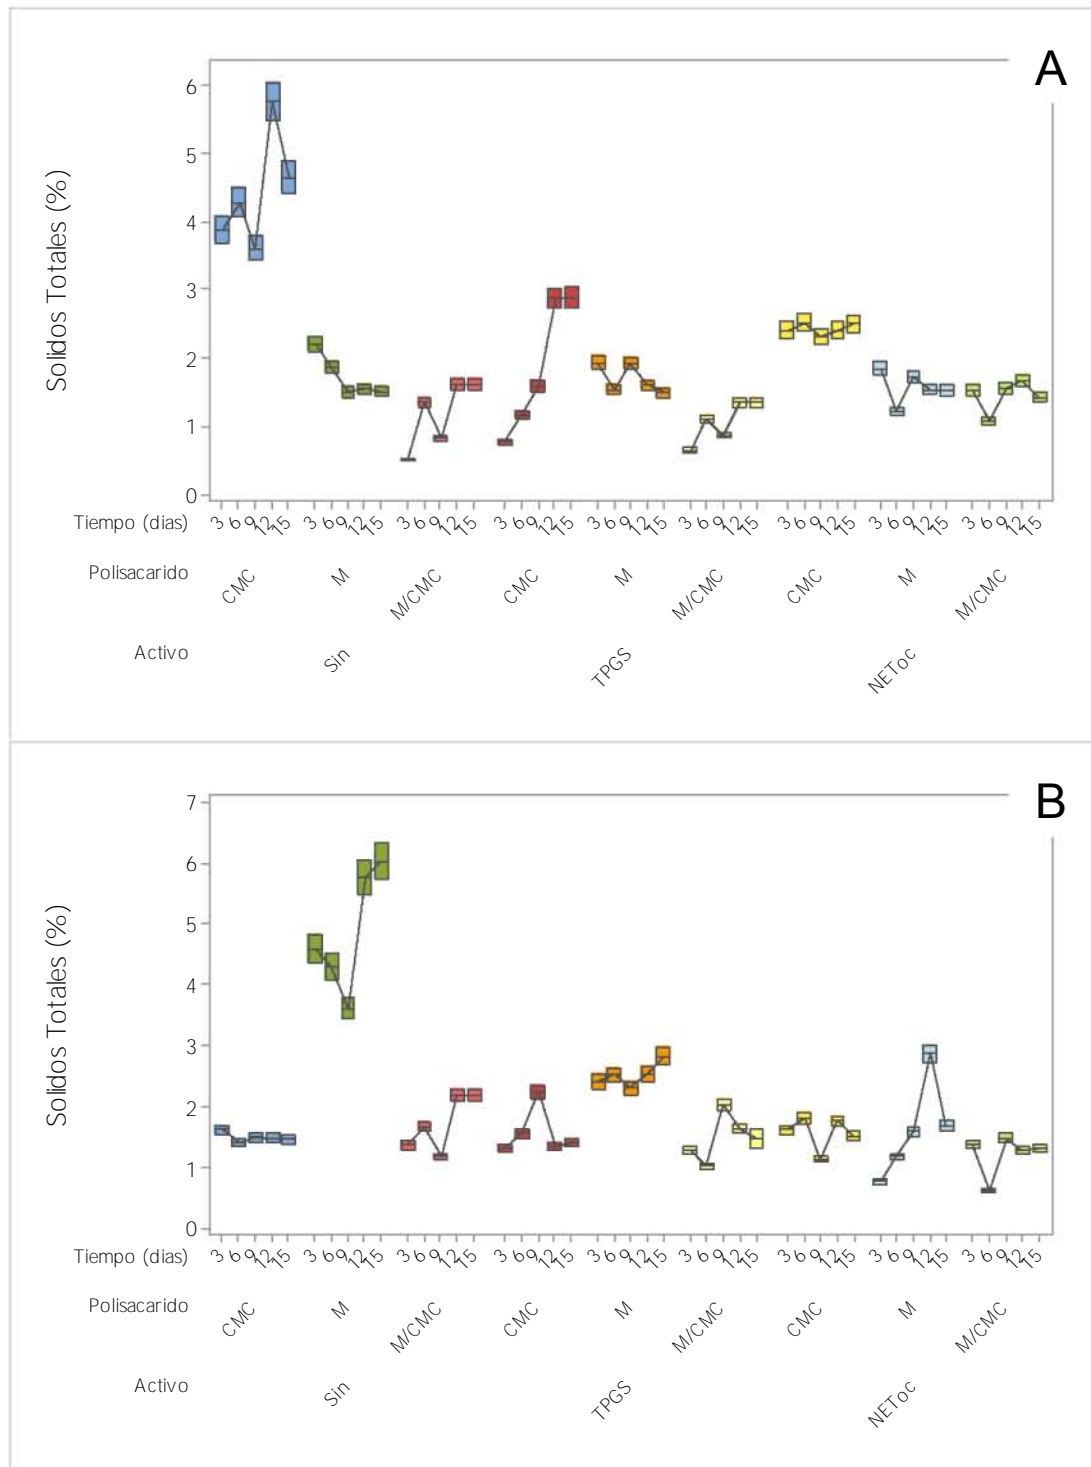 A
Solidos Totales (%)
6
5
4
3
2
1
0
Tiempo (dias) 3 6 9 12 15 3 6 9 12 15 3 6 9 12 15 3 6 9 12 15 3 6 9 12 15 3 6 9 12 15 3 6 9 12 15 3 6 9 12 15 3 6 9 12 15
Polisacarido CMC M M/CMC CMC M M/CMC CMC M M/CMC
Activo Sin TPGS NEToc
B
Solidos Totales (%)
7
6
5
4
3
2
1
0
Tiempo (dias) 3 6 9 12 15 3 6 9 12 15 3 6 9 12 15 3 6 9 12 15 3 6 9 12 15 3 6 9 12 15 3 6 9 12 15 3 6 9 12 15 3 6 9 12 15
Polisacarido CMC M M/CMC CMC M M/CMC CMC M M/CMC
Activo Sin TPGS NEToc